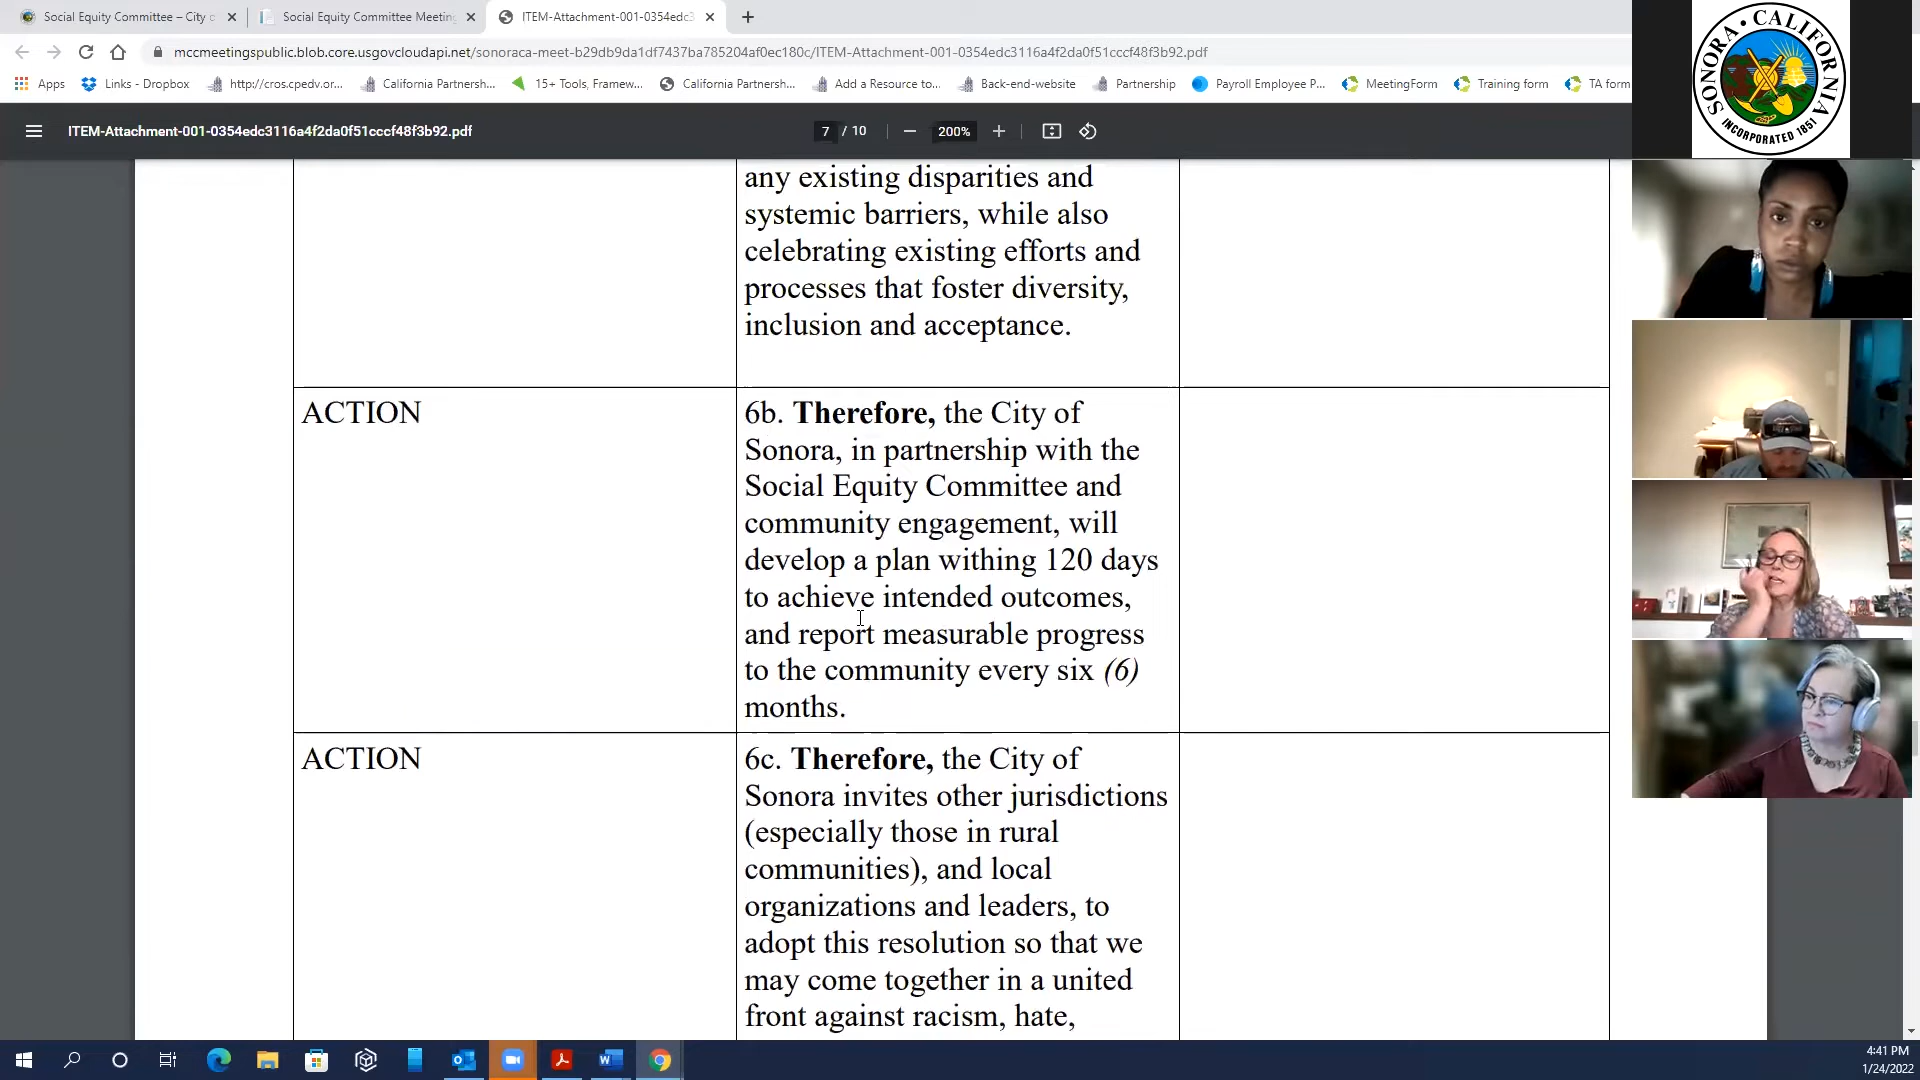 Social Equity Committee – City o
Social Equity Committee Meeting
ITEM-Attachment-001-0354edc3
mccmeetingspublic.blob.core.usgovcloudapi.net/sonoraca-meet-b29db9da1df7437ba785204af0ec180c/ITEM-Attachment-001-0354edc3116a4f2da0f51cccf48f3b92.pdf
Apps
Links - Dropbox
http://cros.cpedv.or...
California Partnersh...
15+ Tools, Framew...
California Partnersh...
Add a Resource to...
Back-end-website
Partnership
Payroll Employee P...
MeetingForm
Training form
TA form
ITEM-Attachment-001-0354edc3116a4f2da0f51cccf48f3b92.pdf
7 / 10
200%
SONORA, CALIFORNIA
INCORPORATED 1851
any existing disparities and
systemic barriers, while also
celebrating existing efforts and
processes that foster diversity,
inclusion and acceptance.
ACTION
6b. Therefore, the City of
Sonora, in partnership with the
Social Equity Committee and
community engagement, will
develop a plan withing 120 days
to achieve intended outcomes,
and report measurable progress
to the community every six (6)
months.
ACTION
6c. Therefore, the City of
Sonora invites other jurisdictions
(especially those in rural
communities), and local
organizations and leaders, to
adopt this resolution so that we
may come together in a united
front against racism, hate,
4:41 PM
1/24/2022